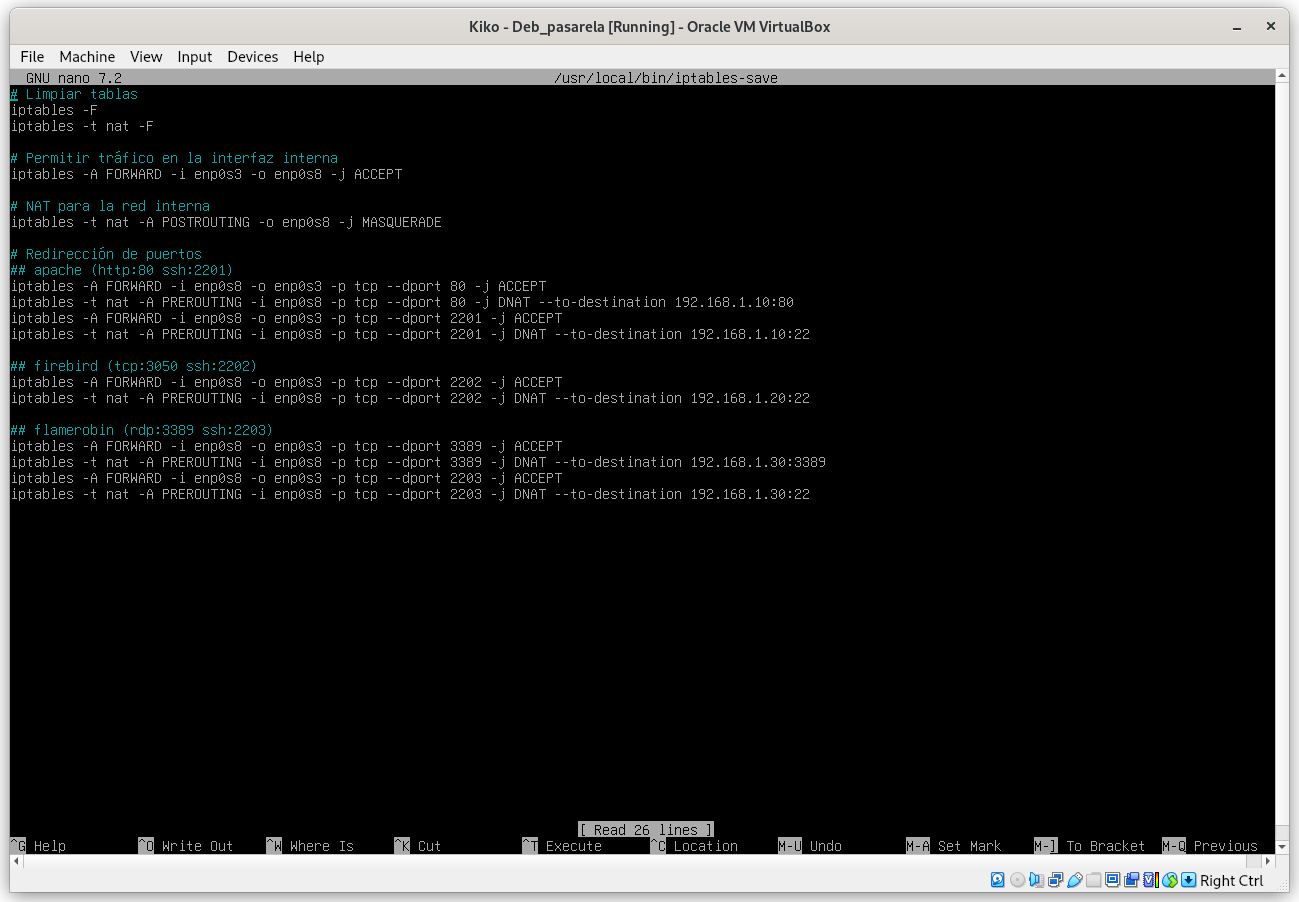 Kiko - Deb_pasarela [Running] - Oracle VM VirtualBox
File Machine View Input Devices Help
GNU nano 7.2 /usr/local/bin/iptables-save
# Limpiar tablas
iptables -F
iptables -t nat -F
# Permitir tráfico en la interfaz interna
iptables -A FORWARD -i enp0s3 -o enp0s8 -j ACCEPT
# NAT para la red interna
iptables -t nat -A POSTROUTING -o enp0s8 -j MASQUERADE
# Redirección de puertos
## apache (http:80 ssh:2201)
iptables -A FORWARD -i enp0s8 -o enp0s3 -p tcp --dport 80 -j ACCEPT
iptables -t nat -A PREROUTING -i enp0s8 -p tcp --dport 80 -j DNAT --to-destination 192.168.1.10:80
iptables -A FORWARD -i enp0s8 -o enp0s3 -p tcp --dport 2201 -j ACCEPT
iptables -t nat -A PREROUTING -i enp0s8 -p tcp --dport 2201 -j DNAT --to-destination 192.168.1.10:22
## firebird (tcp:3050 ssh:2202)
iptables -A FORWARD -i enp0s8 -o enp0s3 -p tcp --dport 2202 -j ACCEPT
iptables -t nat -A PREROUTING -i enp0s8 -p tcp --dport 2202 -j DNAT --to-destination 192.168.1.20:22
## flamerobin (rdp:3389 ssh:2203)
iptables -A FORWARD -i enp0s8 -o enp0s3 -p tcp --dport 3389 -j ACCEPT
iptables -t nat -A PREROUTING -i enp0s8 -p tcp --dport 3389 -j DNAT --to-destination 192.168.1.30:3389
iptables -A FORWARD -i enp0s8 -o enp0s3 -p tcp --dport 2203 -j ACCEPT
iptables -t nat -A PREROUTING -i enp0s8 -p tcp --dport 2203 -j DNAT --to-destination 192.168.1.30:22
[ Read 26 lines ]
^G Help ^O Write Out ^W Where Is ^K Cut ^T Execute ^C Location M-U Undo M-A Set Mark M-] To Bracket M-Q Previous
Right Ctrl